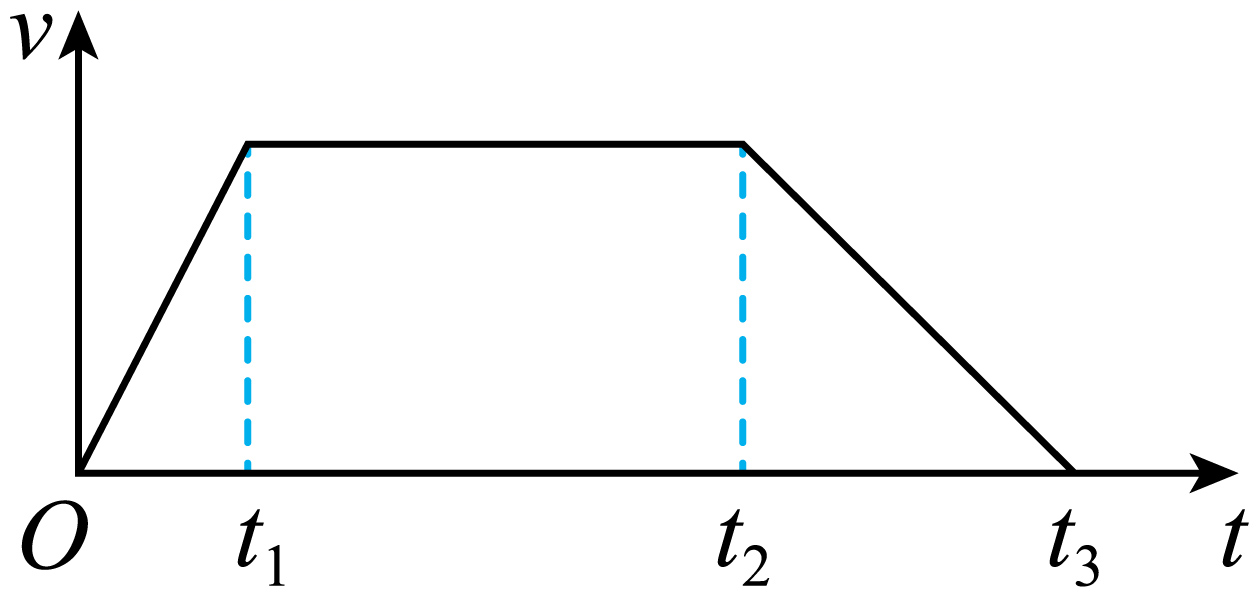 v
O t₁ t₂ t₃ t